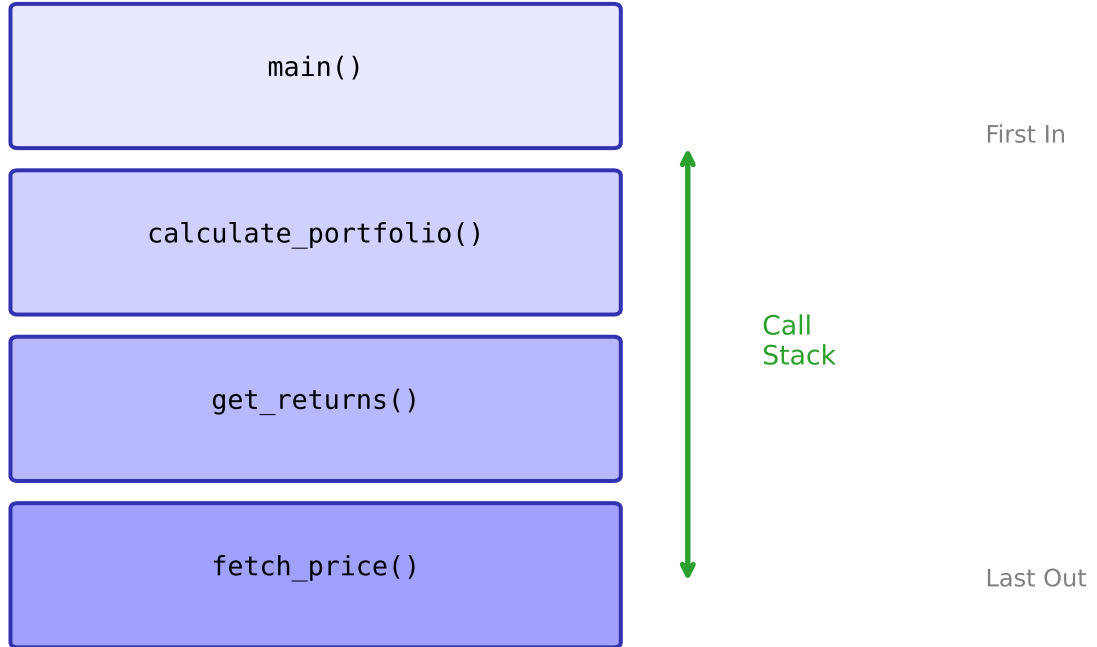 main()
First In
calculate_portfolio()
Call
Stack
get_returns()
fetch_price()
Last Out